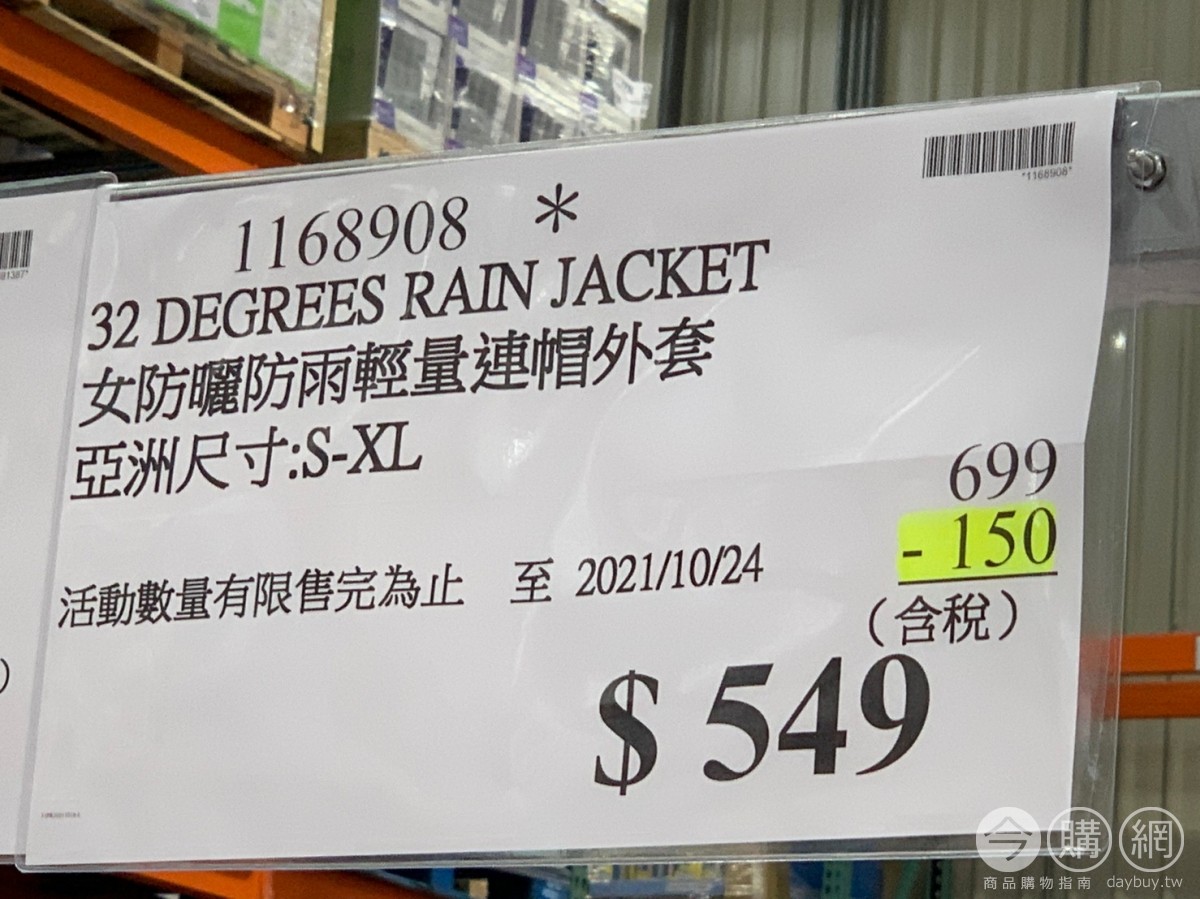 1168908 *
*1168908*
32 DEGREES RAIN JACKET
女防曬防雨輕量連帽外套
亞洲尺寸:S-XL
699
- 150
活動數量有限售完為止 至 2021/10/24
(含稅)
$ 549
今購網
商品購物指南 daybuy.tw